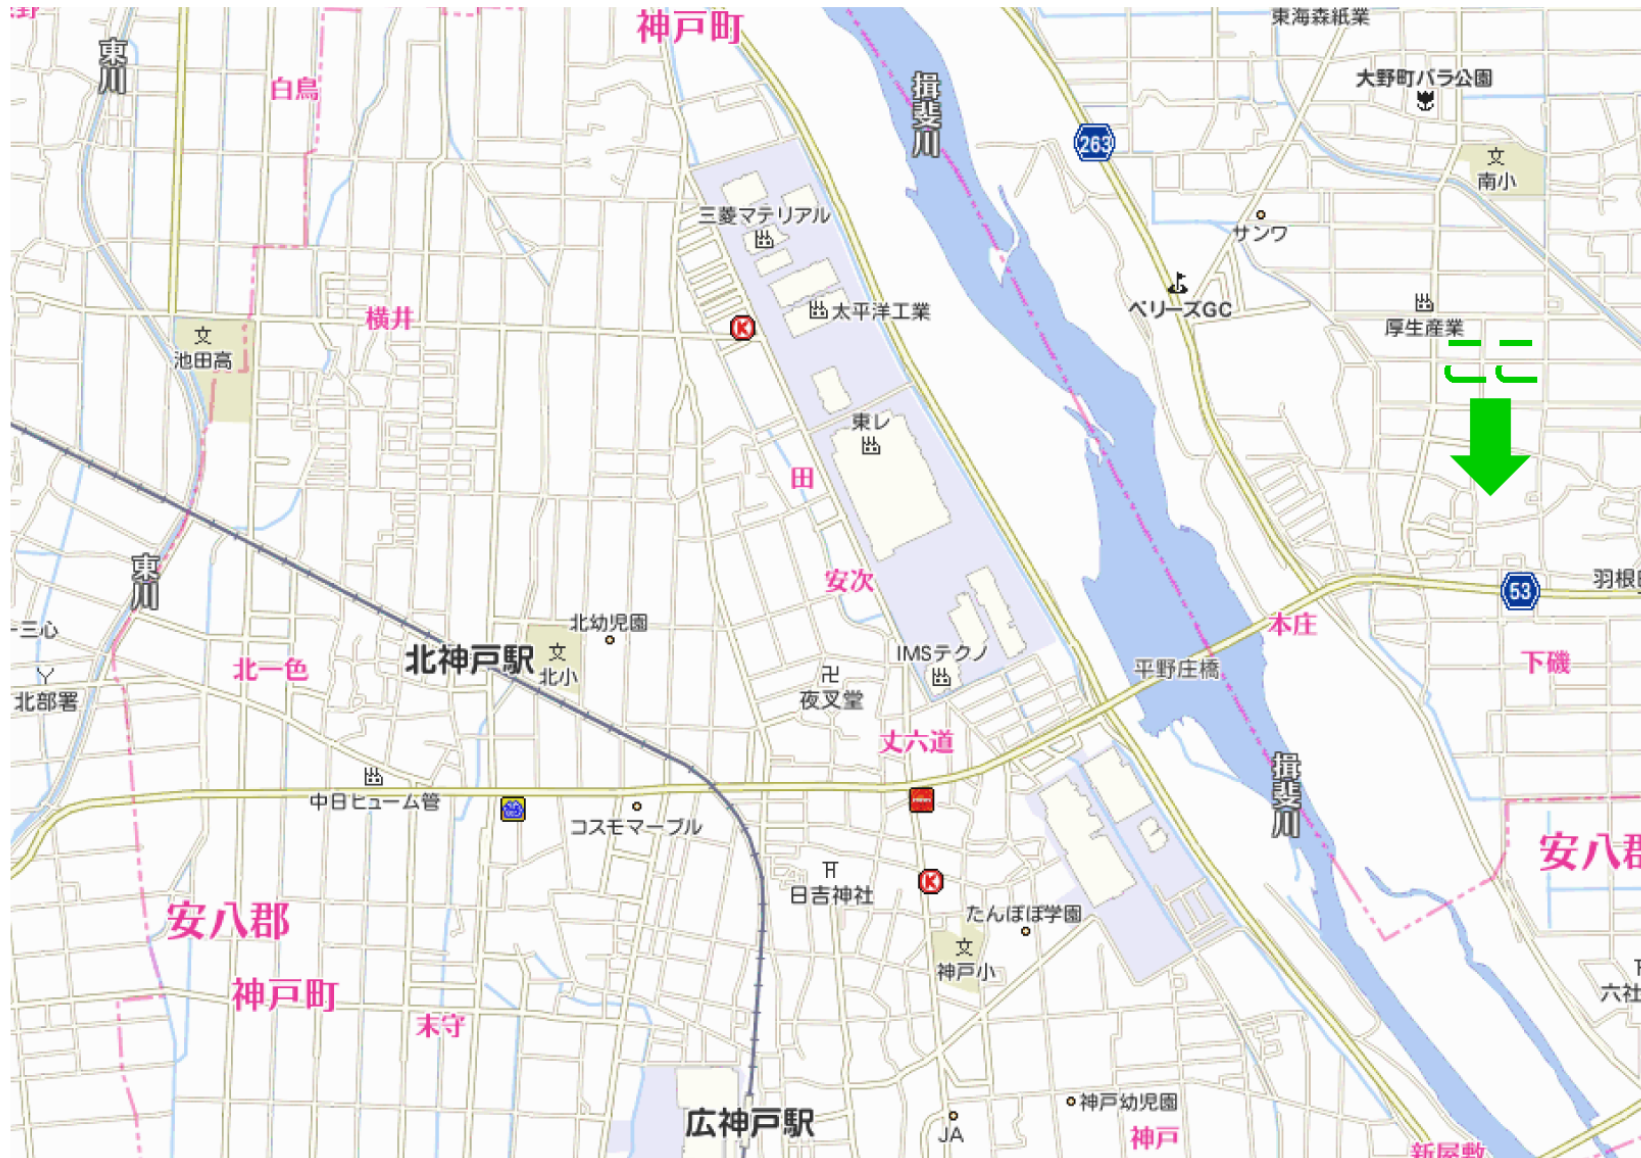 神戸町
東海森紙業
東川
白鳥
揖斐川
大野町バラ公園
263
文
南小
三菱マテリアル
サンワ
ベリーズGC
太平洋工業
厚生産業
横井
K
文
池田高
ここ
東レ
田
安次
53
東川
北幼児園
本庄
IMSテクノ
下磯
北一色
北神戸駅
文
北小
平野庄橋
北部署
夜叉堂
丈六道
揖斐川
中日ヒューム管
コスモマーブル
安八郡
日吉神社
K
たんぽぽ学園
安八郡
文
神戸小
神戸町
六社
末守
神戸幼児園
広神戸駅
JA
神戸
新屋敷